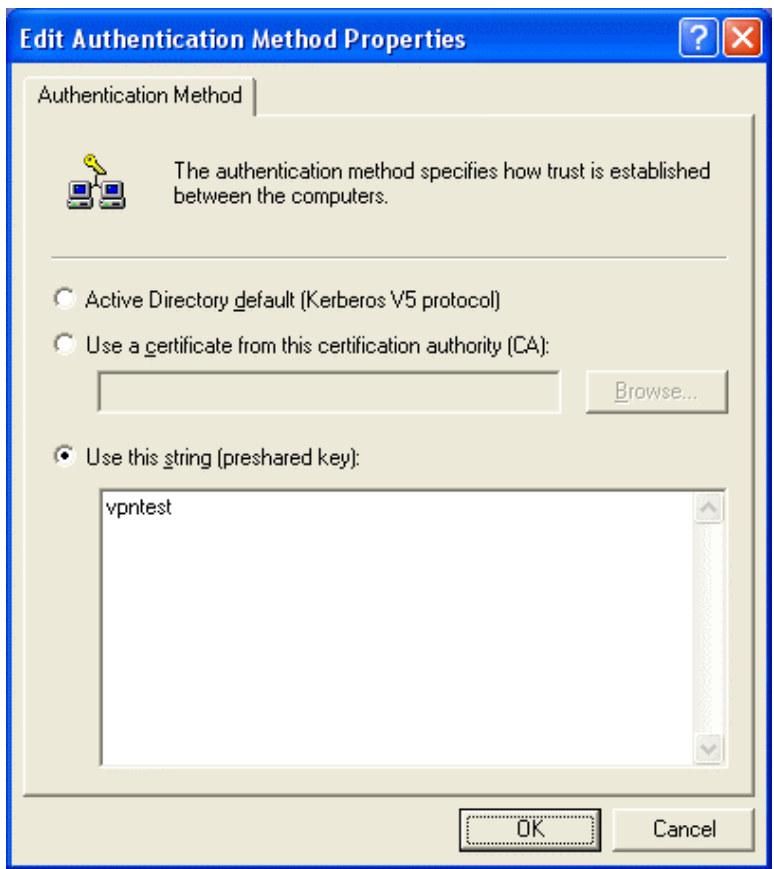 Edit Authentication Method Properties
Authentication Method
The authentication method specifies how trust is established
between the computers.
Active Directory default (Kerberos V5 protocol)
Use a certificate from this certification authority (CA):
Browse...
Use this string (preshared key):
vpntest
OK
Cancel